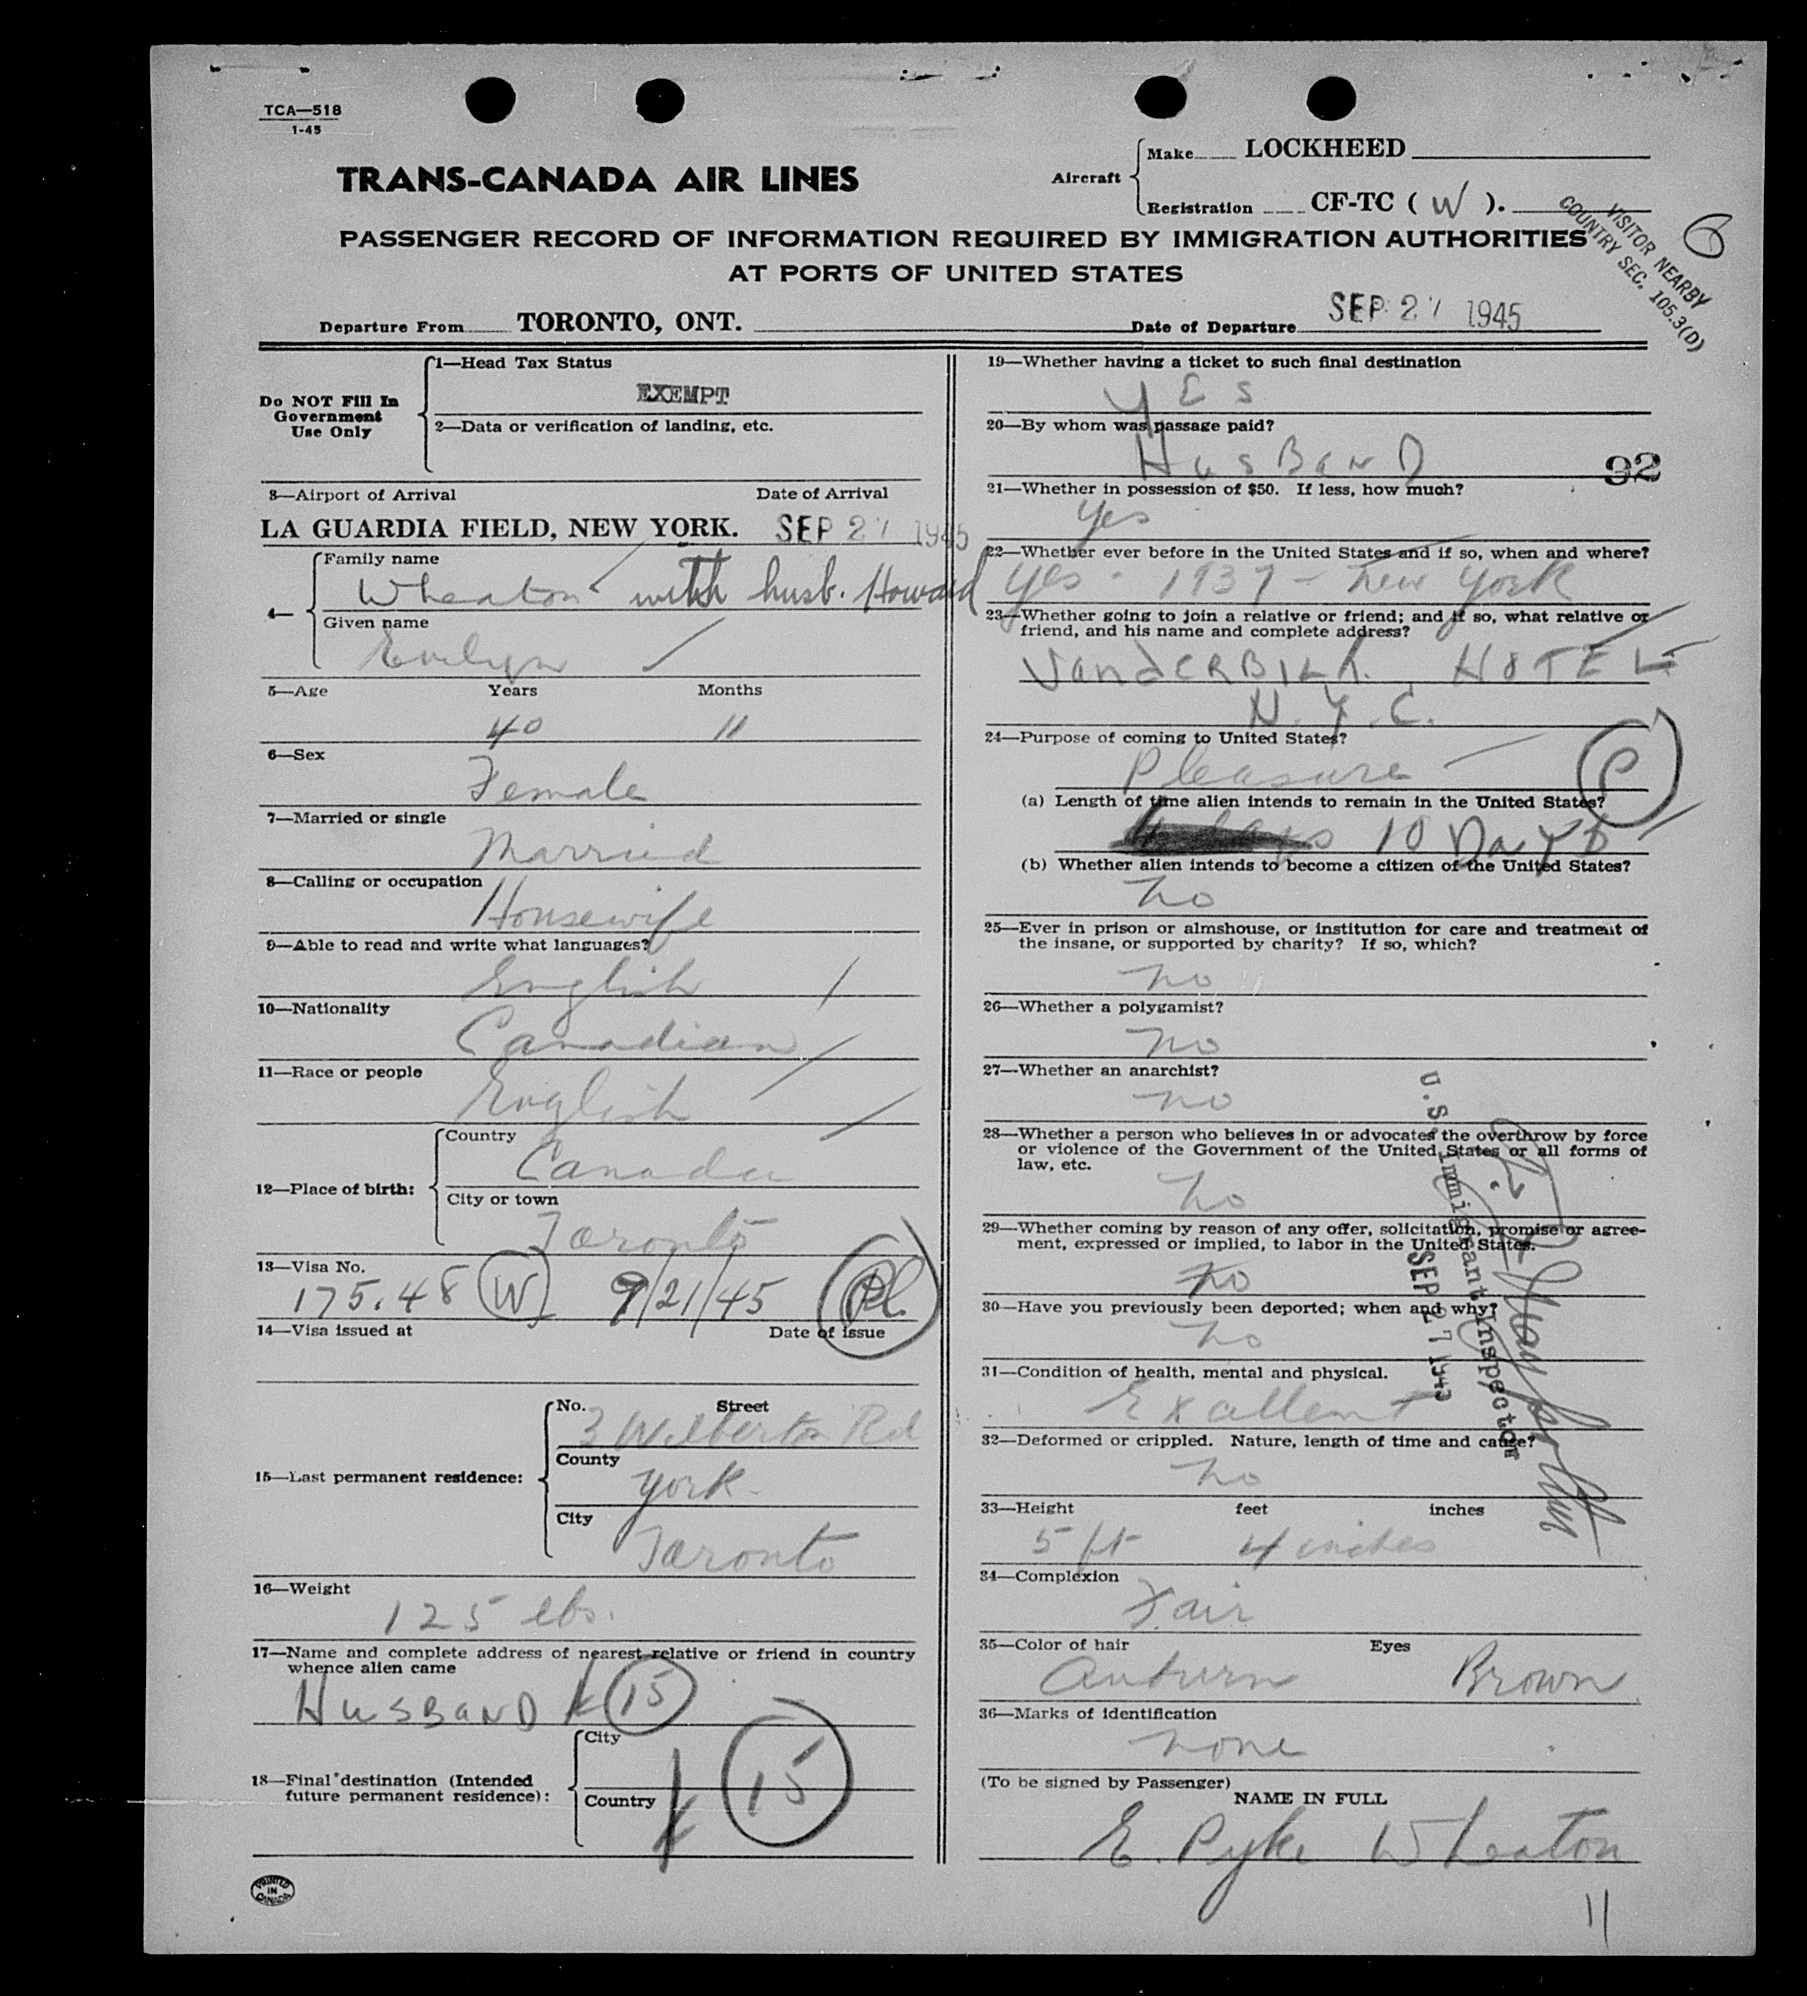 TCA—518
1-45
TRANS-CANADA AIR LINES
Aircraft
Make LOCKHEED
Registration CF-TC ( W ).
VISITOR NEARBY
COUNTRY SEC. 105.3(D)
6
PASSENGER RECORD OF INFORMATION REQUIRED BY IMMIGRATION AUTHORITIES
AT PORTS OF UNITED STATES
Departure From TORONTO, ONT. Date of Departure SEP 27 1945
Do NOT Fill In
Government
Use Only
1—Head Tax Status
EXEMPT
2—Data or verification of landing, etc.
3—Airport of Arrival Date of Arrival
LA GUARDIA FIELD, NEW YORK. SEP 27 1945
4—
Family name
Wheaton with husb. Howard
Given name
Evelyn
5—Age Years Months
40 11
6—Sex
Female
7—Married or single
Married
8—Calling or occupation
Housewife
9—Able to read and write what languages?
English
10—Nationality
Canadian
11—Race or people
English
12—Place of birth:
Country
Canada
City or town
Toronto
13—Visa No.
175.48 W 9/21/45
14—Visa issued at Date of issue
15—Last permanent residence:
No. Street
3 Wilberton Rd
County
York
City
Toronto
16—Weight
125 lbs.
17—Name and complete address of nearest relative or friend in country
whence alien came
HUSBAND 15
18—Final destination (Intended
future permanent residence):
City
Country
15
PRINTED
IN
CANADA
19—Whether having a ticket to such final destination
YES
20—By whom was passage paid?
HUSBAND
92
21—Whether in possession of $50. If less, how much?
Yes
22—Whether ever before in the United States and if so, when and where?
Yes - 1937 - New York
23—Whether going to join a relative or friend; and if so, what relative or
friend, and his name and complete address?
VANDERBILT HOTEL
N.Y.C.
24—Purpose of coming to United States?
Pleasure
P
(a) Length of time alien intends to remain in the United States?
10 DAYS
(b) Whether alien intends to become a citizen of the United States?
no
25—Ever in prison or almshouse, or institution for care and treatment of
the insane, or supported by charity? If so, which?
no
26—Whether a polygamist?
no
27—Whether an anarchist?
no
28—Whether a person who believes in or advocates the overthrow by force
or violence of the Government of the United States or all forms of
law, etc.
no
29—Whether coming by reason of any offer, solicitation, promise or agree-
ment, expressed or implied, to labor in the United States.
no
30—Have you previously been deported; when and why?
no
31—Condition of health, mental and physical.
Exallent
U.S. Immigrant Inspector
SEP 27 1945
32—Deformed or crippled. Nature, length of time and cause?
no
33—Height feet inches
5 ft 4 inches
34—Complexion
Fair
35—Color of hair Eyes
Auburn Brown
36—Marks of identification
none
(To be signed by Passenger)
NAME IN FULL
E. Pyke Wheaton
11